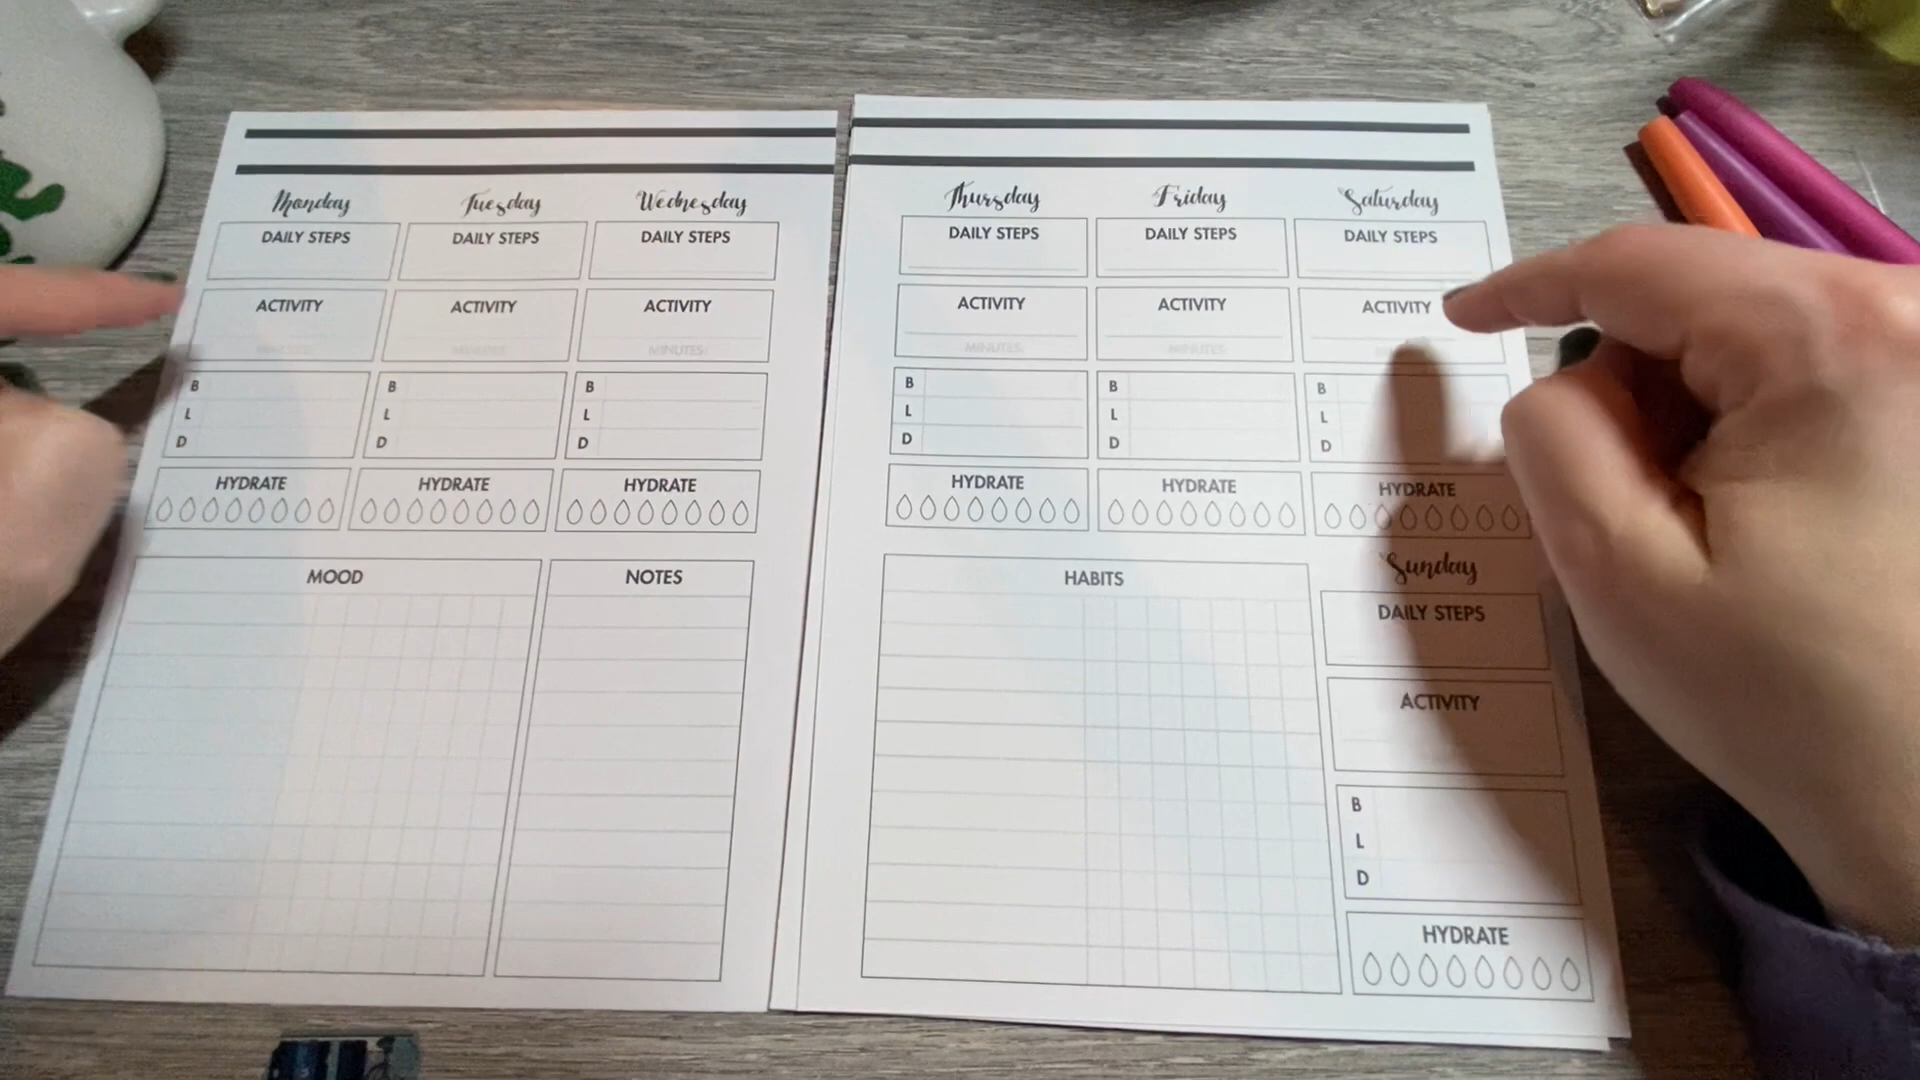 Monday Tuesday Wednesday
DAILY STEPS DAILY STEPS DAILY STEPS
ACTIVITY ACTIVITY ACTIVITY
MINUTES MINUTES MINUTES
B B B
L L L
D D D
HYDRATE HYDRATE HYDRATE
MOOD NOTES
Thursday Friday Saturday
DAILY STEPS DAILY STEPS DAILY STEPS
ACTIVITY ACTIVITY ACTIVITY
MINUTES MINUTES
B B B
L L L
D D D
HYDRATE HYDRATE HYDRATE
HABITS
Sunday
DAILY STEPS
ACTIVITY
B
L
D
HYDRATE